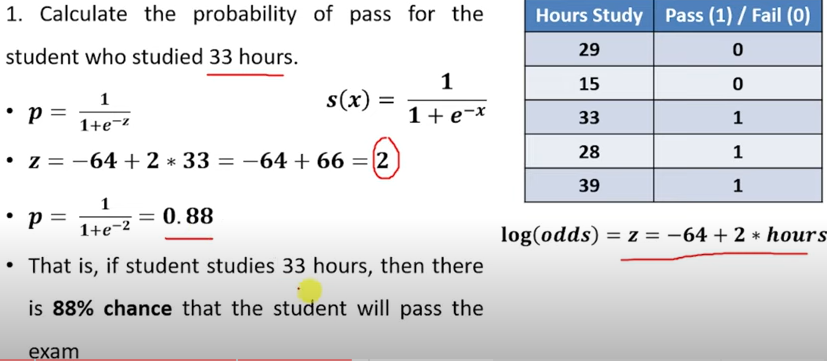 1. Calculate the probability of pass for the
student who studied 33 hours.
• p = 1 / (1+e^−z)
s(x) = 1 / (1 + e^−x)
• z = −64 + 2 ∗ 33 = −64 + 66 = 2
• p = 1 / (1+e^−2) = 0.88
• That is, if student studies 33 hours, then there
is 88% chance that the student will pass the
exam
Hours Study Pass (1) / Fail (0)
29 0
15 0
33 1
28 1
39 1
log(odds) = z = −64 + 2 ∗ hours